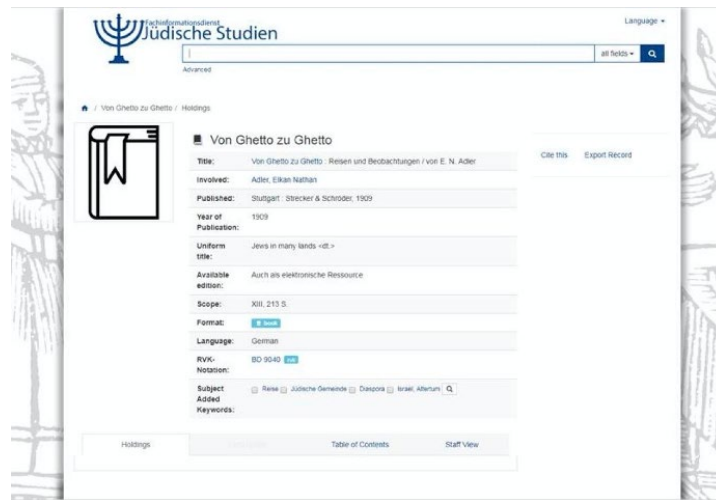 Fachinformationsdienst
Jüdische Studien
Language
all fields
Advanced
/ Von Ghetto zu Ghetto / Holdings
Von Ghetto zu Ghetto
Cite this Export Record
Title: Von Ghetto zu Ghetto : Reisen und Beobachtungen / von E. N. Adler
Involved: Adler, Elkan Nathan
Published: Stuttgart : Strecker & Schröder, 1909
Year of Publication: 1909
Uniform title: Jews in many lands <dt.>
Available edition: Auch als elektronische Ressource
Scope: XIII, 213 S.
Format: Book
Language: German
RVK-Notation: BD 9040
Subject Added Keywords: Reise Jüdische Gemeinde Diaspora Israel, Altertum
Holdings Table of Contents Staff View